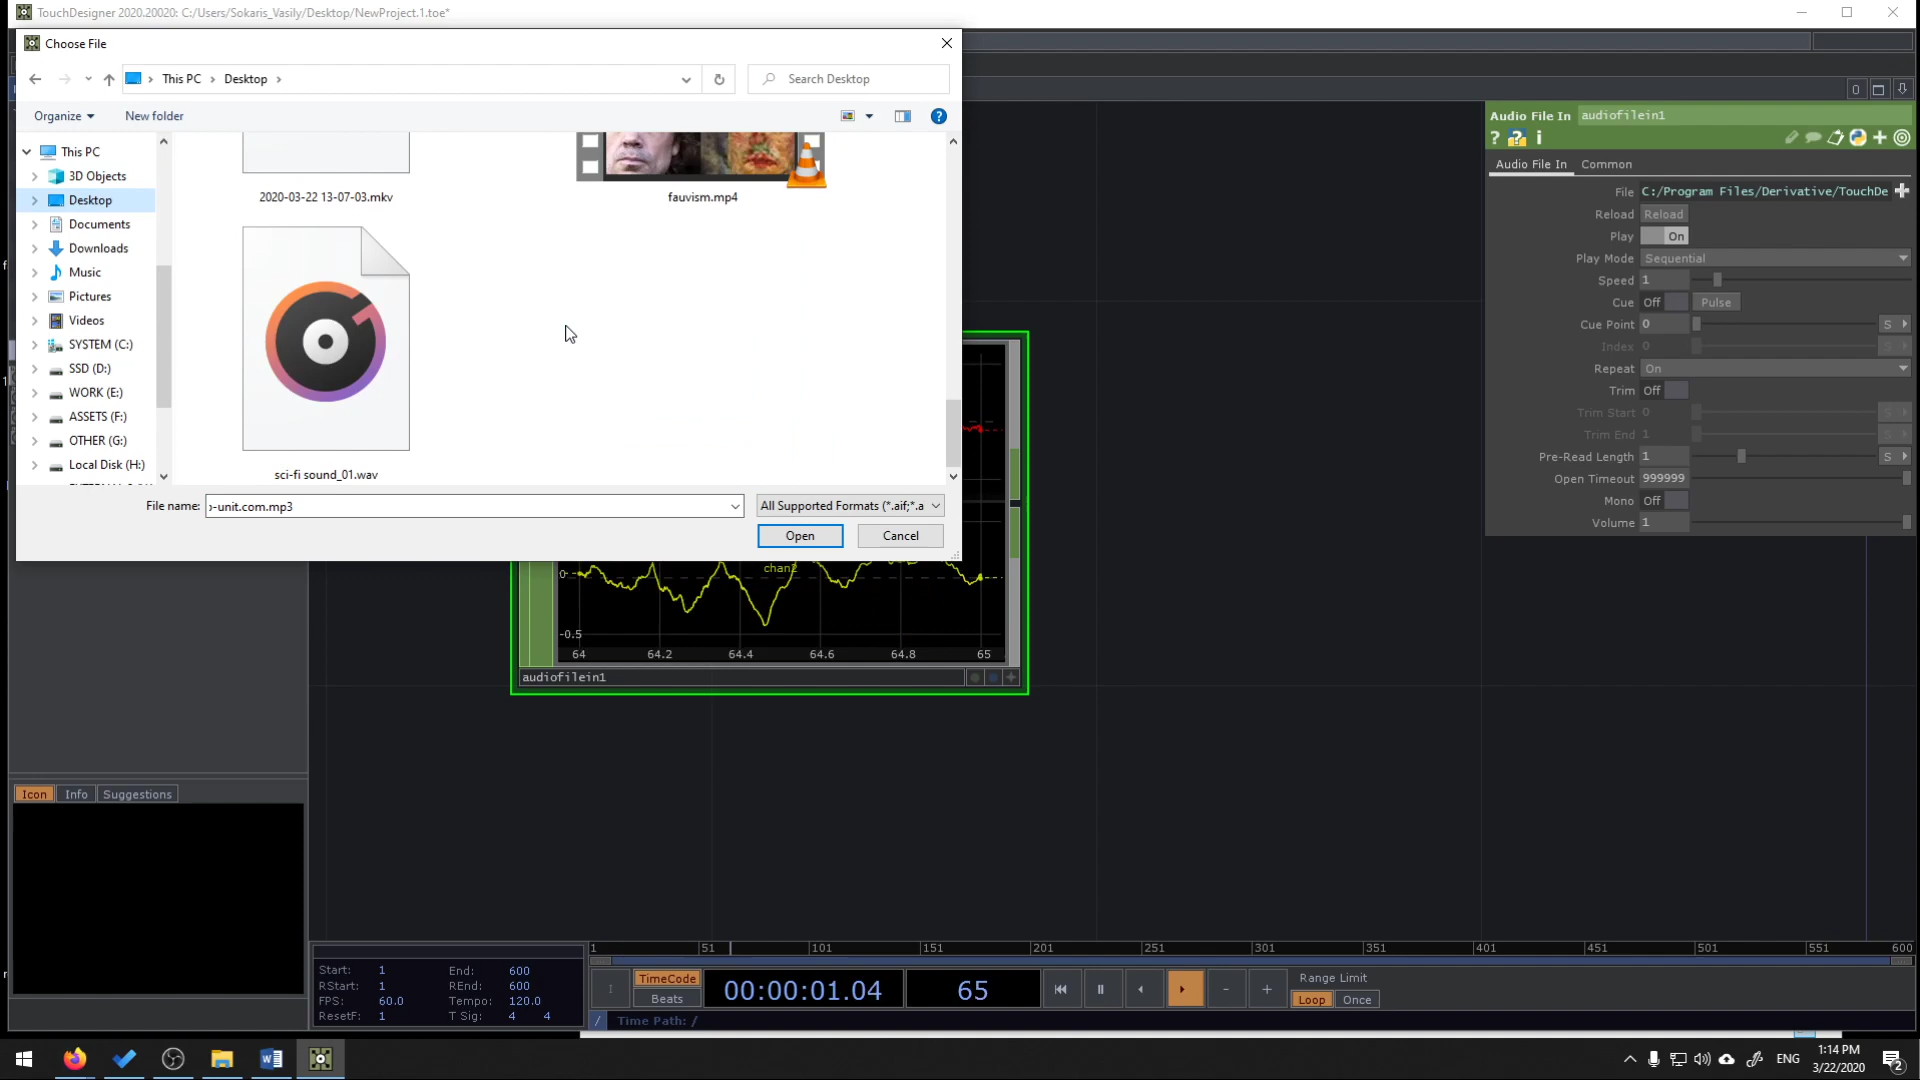 TouchDesigner 2020.20020: C:/Users/Sokaris_Vasily/Desktop/NewProject.1.toe*
Choose File
This PC > Desktop >
Search Desktop
Organize
New folder
This PC
3D Objects
Desktop
Documents
Downloads
Music
Pictures
Videos
SYSTEM (C:)
SSD (D:)
WORK (E:)
ASSETS (F:)
OTHER (G:)
Local Disk (H:)
2020-03-22 13-07-03.mkv
fauvism.mp4
sci-fi sound_01.wav
File name:
-unit.com.mp3
All Supported Formats (*.aif;*.a
Open
Cancel
0
Audio File In audiofilein1
? i
Audio File In Common
File C:/Program Files/Derivative/TouchDe
Reload Reload
Play On
Play Mode Sequential
Speed 1
Cue Off Pulse
Cue Point 0 S
Index 0 S
Repeat On
Trim Off
Trim Start 0 S
Trim End 1 S
Pre-Read Length 1 S
Open Timeout 999999
Mono Off
Volume 1
chan2
0
-0.5
64 64.2 64.4 64.6 64.8 65
audiofilein1
Icon Info Suggestions
1 51 101 151 201 251 301 351 401 451 501 551 600
Start: 1 End: 600
RStart: 1 REnd: 600
FPS: 60.0 Tempo: 120.0
ResetF: 1 T Sig: 4 4
1
TimeCode
Beats
00:00:01.04
65
- +
Range Limit
Loop Once
/ Time Path: /
ENG
1:14 PM
3/22/2020
2